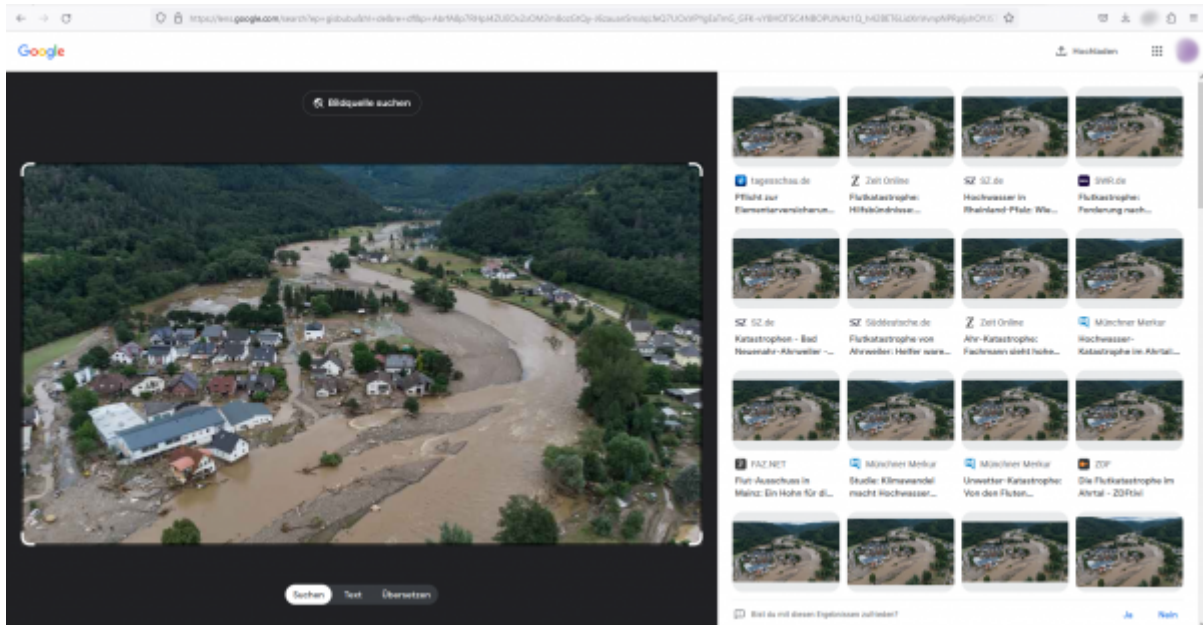 Google
Hochladen
Bildquelle suchen
tagesschau.de
Pflicht zur
Elementarversicherun...
Zeit Online
Flutkatastrophe:
Hilfsbündnisse...
SZ SZ.de
Hochwasser in
Rheinland-Pfalz: Wie...
SWR.de
Flutkastrophe:
Forderung nach...
SZ SZ.de
Katastrophen - Bad
Neuenahr-Ahrweiler -...
SZ Süddeutsche.de
Flutkatastrophe von
Ahrweiler: Helfer ware...
Zeit Online
Ahr-Katastrophe:
Fachmann sieht hohe...
Münchner Merkur
Hochwasser-
Katastrophe im Ahrtal:...
FAZ.NET
Flut-Ausschuss in
Mainz: Ein Hohn für di...
Münchner Merkur
Studie: Klimawandel
macht Hochwasser...
Münchner Merkur
Unwetter-Katastrophe:
Von den Fluten...
ZDF
Die Flutkatastrophe im
Ahrtal - ZDFtivi
Suchen Text Übersetzen
Bist du mit diesen Ergebnissen zufrieden?
Ja Nein